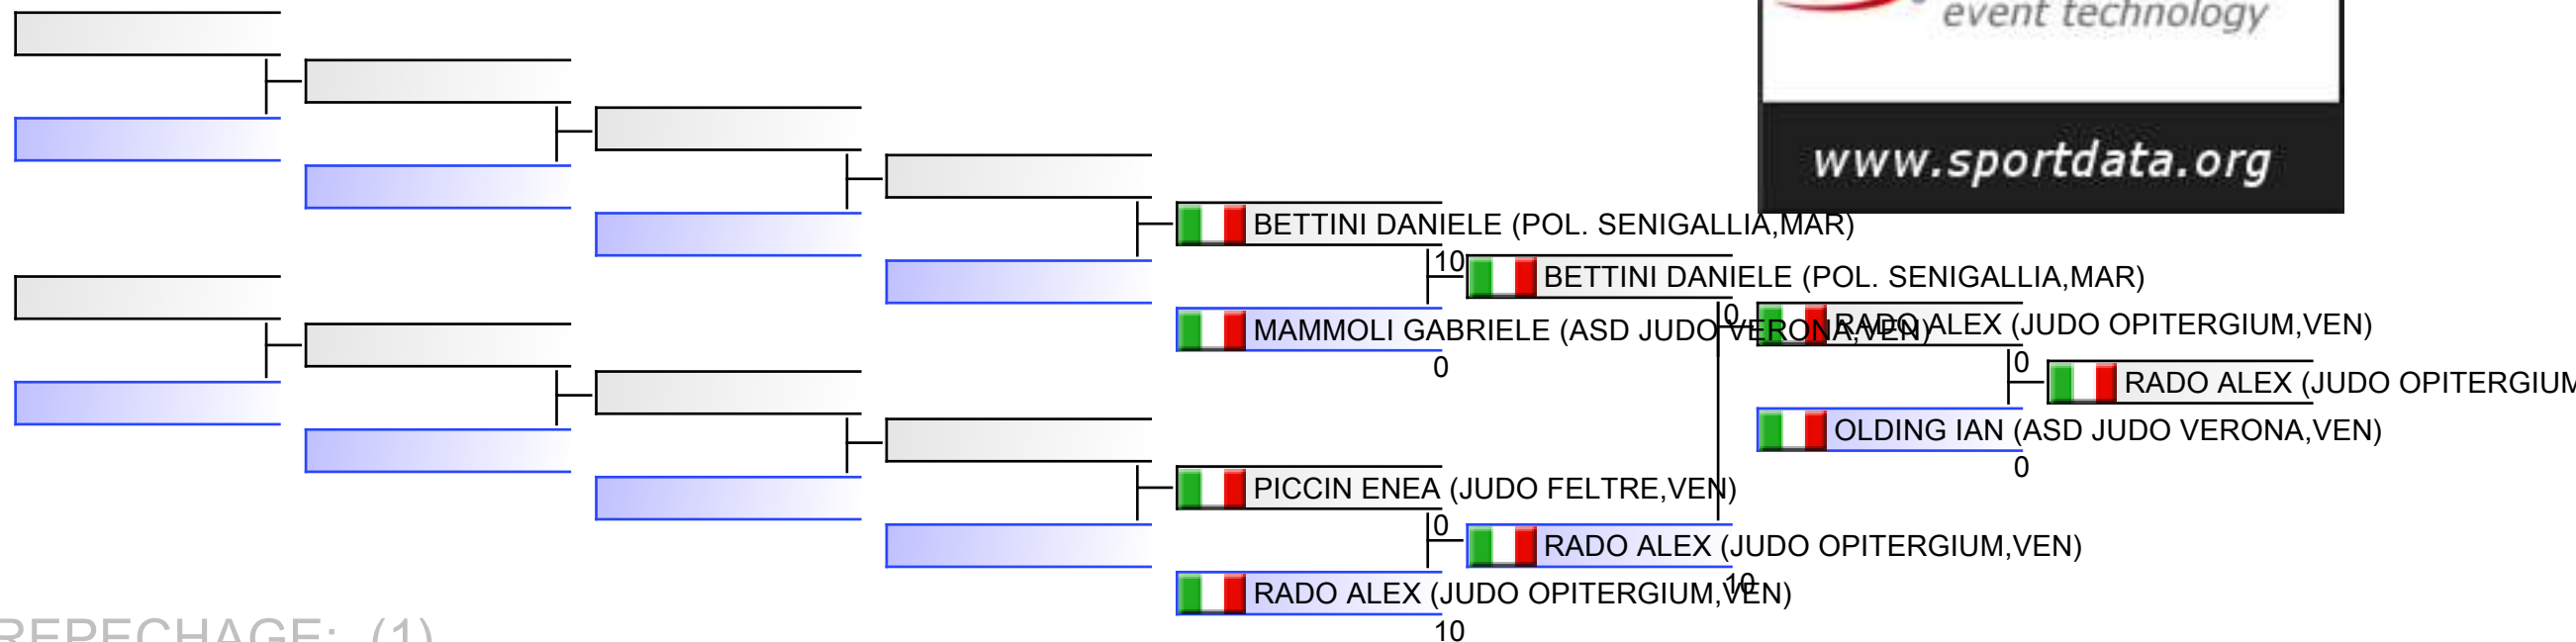 event technology
www.sportdata.org
BETTINI DANIELE (POL. SENIGALLIA,MAR)
10
BETTINI DANIELE (POL. SENIGALLIA,MAR)
0
MAMMOLI GABRIELE (ASD JUDO VERONA,VEN)
0
RADO ALEX (JUDO OPITERGIUM,VEN)
0
RADO ALEX (JUDO OPITERGIUM
OLDING IAN (ASD JUDO VERONA,VEN)
0
PICCIN ENEA (JUDO FELTRE,VEN)
0
RADO ALEX (JUDO OPITERGIUM,VEN)
10
RADO ALEX (JUDO OPITERGIUM,VEN)
10
REPECHAGE: (1)